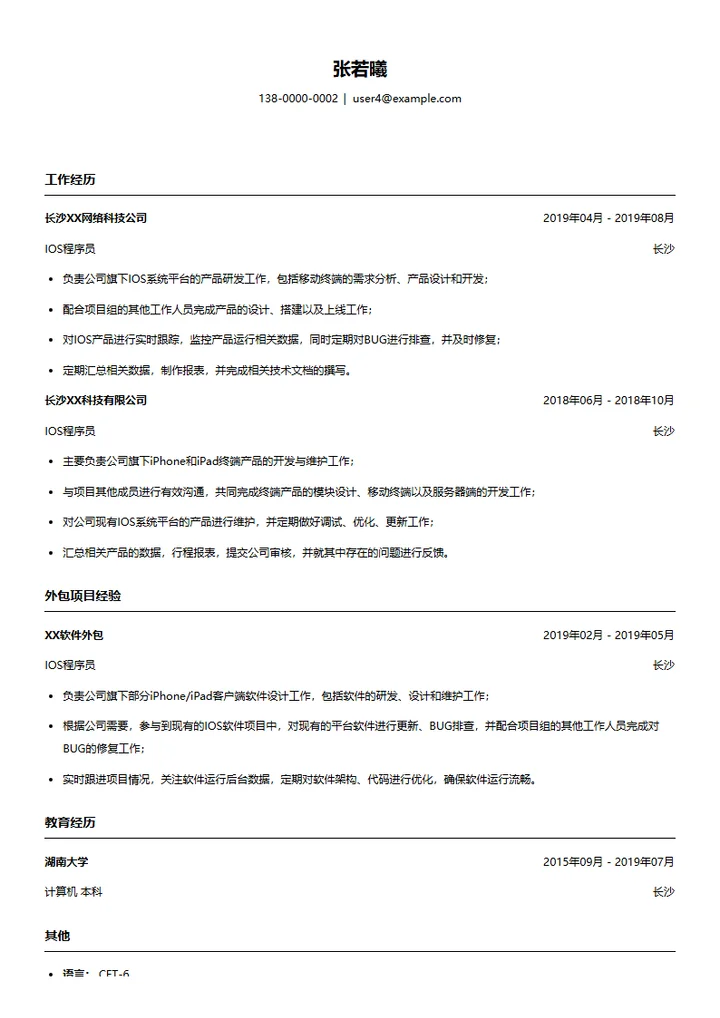 张若曦
138-0000-0002 | user4@example.com
工作经历
长沙XX网络科技公司 2019年04月 - 2019年08月
IOS程序员 长沙
• 负责公司旗下IOS系统平台的产品研发工作，包括移动终端的需求分析、产品设计和开发；
• 配合项目组的其他工作人员完成产品的设计、搭建以及上线工作；
• 对IOS产品进行实时跟踪，监控产品运行相关数据，同时定期对BUG进行排查，并及时修复；
• 定期汇总相关数据，制作报表，并完成相关技术文档的撰写。
长沙XX科技有限公司 2018年06月 - 2018年10月
IOS程序员 长沙
• 主要负责公司旗下iPhone和iPad终端产品的开发与维护工作；
• 与项目其他成员进行有效沟通，共同完成终端产品的模块设计、移动终端以及服务器端的开发工作；
• 对公司现有IOS系统平台的产品进行维护，并定期做好调试、优化、更新工作；
• 汇总相关产品的数据，行程报表，提交公司审核，并就其中存在的问题进行反馈。
外包项目经验
XX软件外包 2019年02月 - 2019年05月
IOS程序员 长沙
• 负责公司旗下部分iPhone/iPad客户端软件设计工作，包括软件的研发、设计和维护工作；
• 根据公司需要，参与到现有的IOS软件项目中，对现有的平台软件进行更新、BUG排查，并配合项目组的其他工作人员完成对
BUG的修复工作；
• 实时跟进项目情况，关注软件运行后台数据，定期对软件架构、代码进行优化，确保软件运行流畅。
教育经历
湖南大学 2015年09月 - 2019年07月
计算机 本科 长沙
其他
• 语言： CET-6